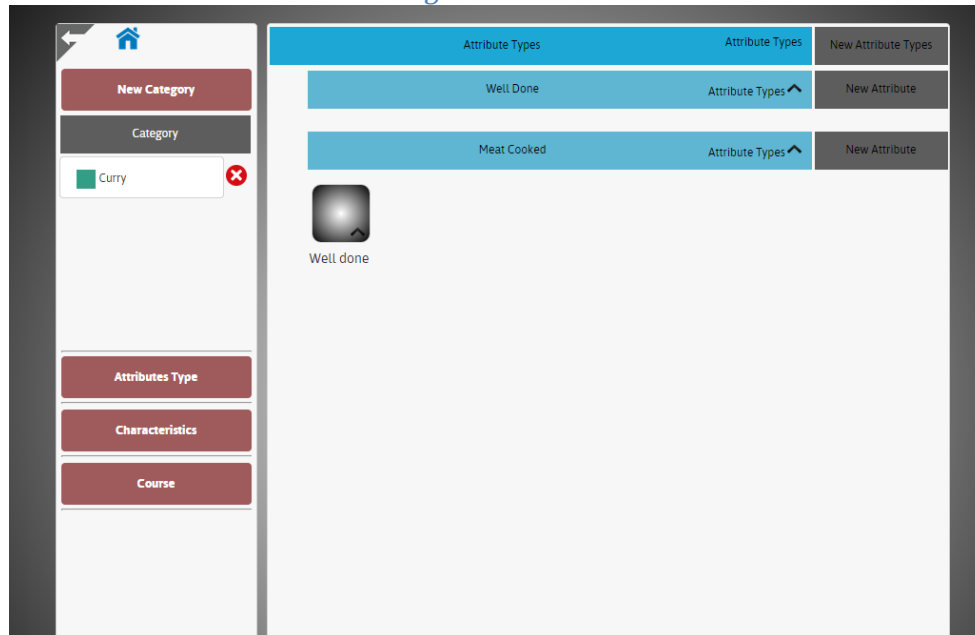 New Category
Category
Curry
Attributes Type
Characteristics
Course
Attribute Types Attribute Types New Attribute Types
Well Done Attribute Types New Attribute
Meat Cooked Attribute Types New Attribute
Well done